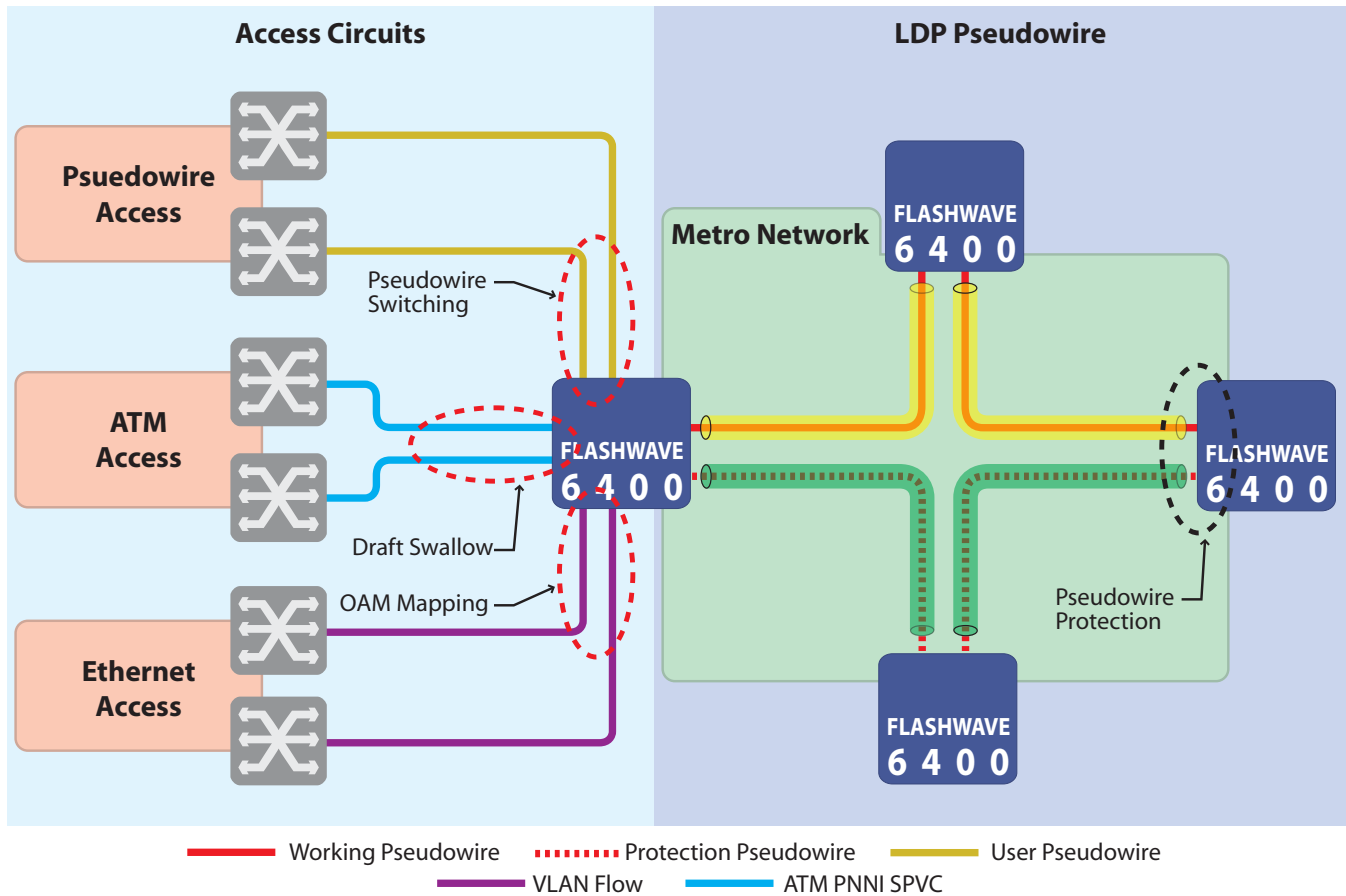 Access Circuits
LDP Pseudowire
Psuedowire
Access
Pseudowire
Switching
ATM
Access
Draft Swallow
OAM Mapping
Ethernet
Access
FLASHWAVE
6 4 0 0
Metro Network
FLASHWAVE
6 4 0 0
FLASHWAVE
6 4 0 0
Pseudowire
Protection
FLASHWAVE
6 4 0 0
Working Pseudowire
Protection Pseudowire
User Pseudowire
VLAN Flow
ATM PNNI SPVC